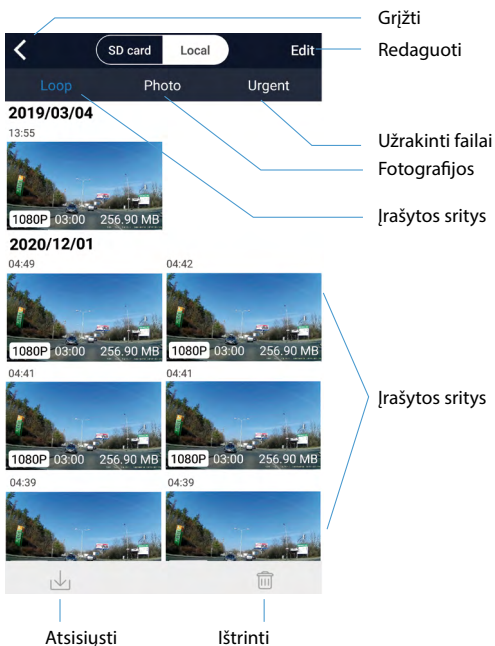 Grįžti
SD card Local Edit
Redaguoti
Loop Photo Urgent
2019/03/04
13:55
Užrakinti failai
Fotografijos
1080P 03:00 256.90 MB
Įrašytos sritys
2020/12/01
04:49 04:42
1080P 03:00 256.90 MB 1080P 03:00 256.90 MB
04:41 04:41
Įrašytos sritys
1080P 03:00 256.90 MB 1080P 03:00 256.90 MB
04:39 04:39
Atsisiųsti Ištrinti